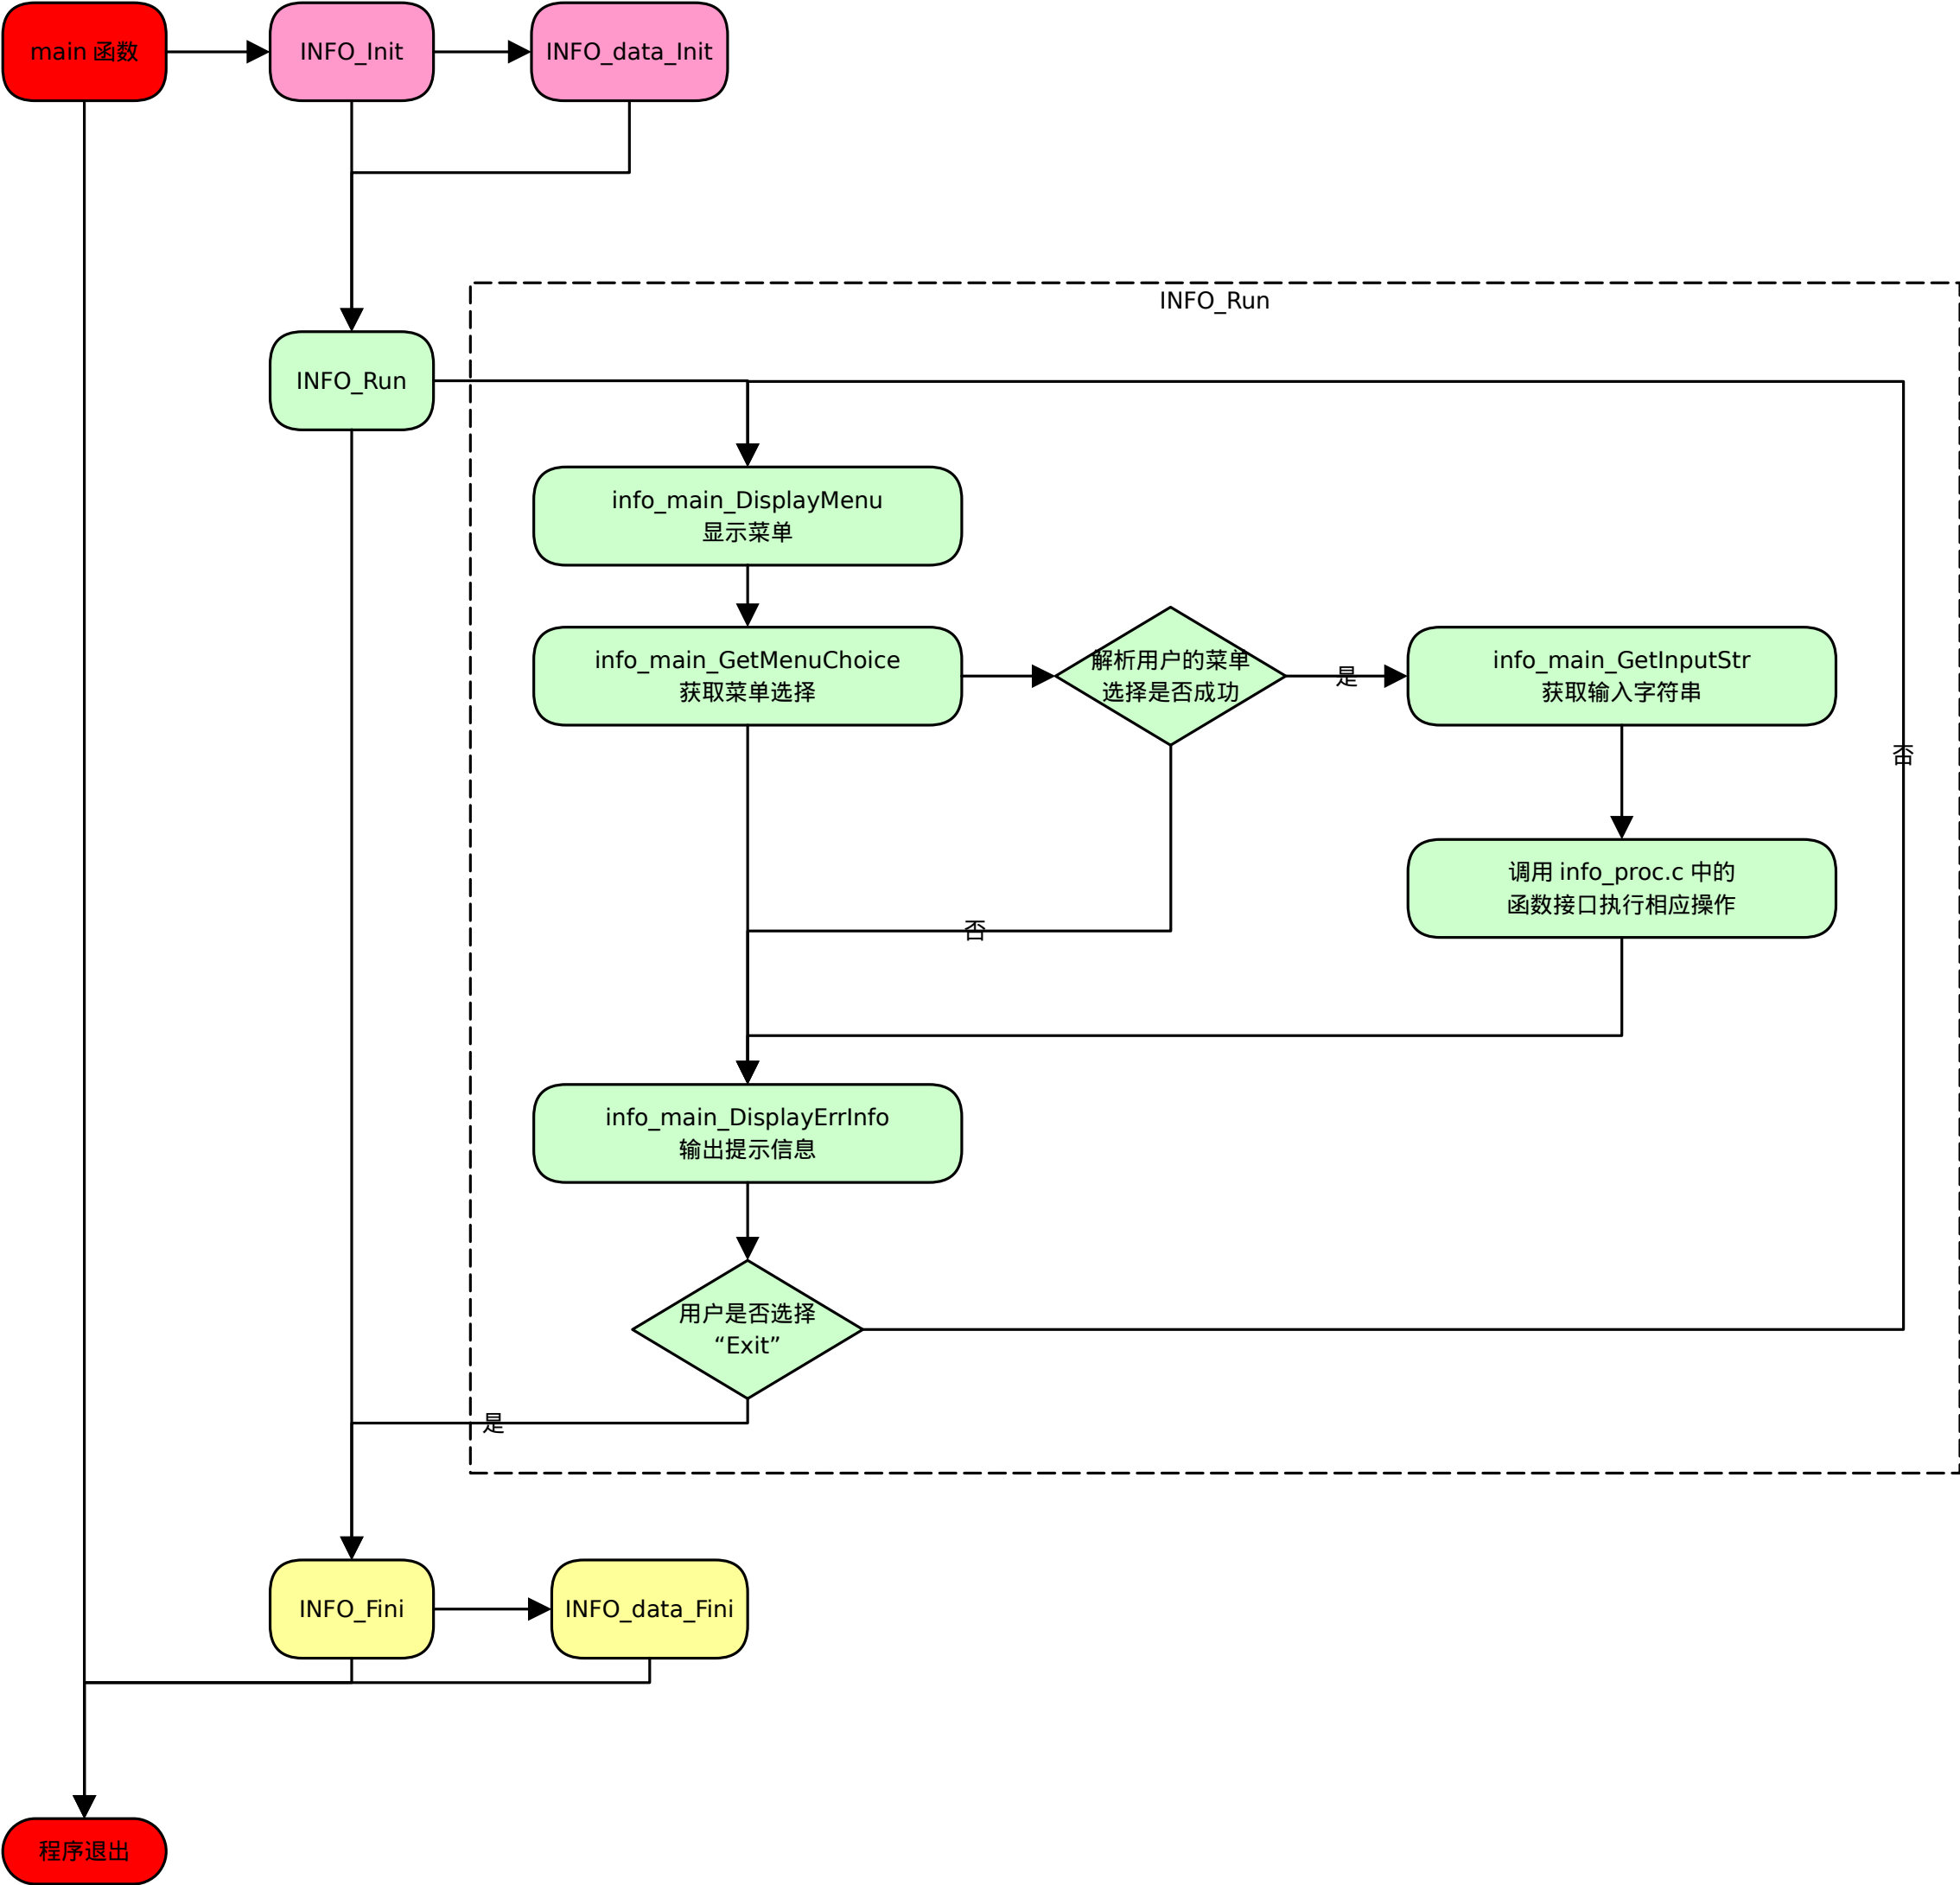 main 函数
INFO_Init
INFO_data_Init
INFO_Run
INFO_Run
info_main_DisplayMenu
显示菜单
info_main_GetMenuChoice
获取菜单选择
解析用户的菜单
选择是否成功
是
info_main_GetInputStr
获取输入字符串
否
调用 info_proc.c 中的
函数接口执行相应操作
否
info_main_DisplayErrInfo
输出提示信息
用户是否选择
“Exit”
是
INFO_Fini
INFO_data_Fini
程序退出